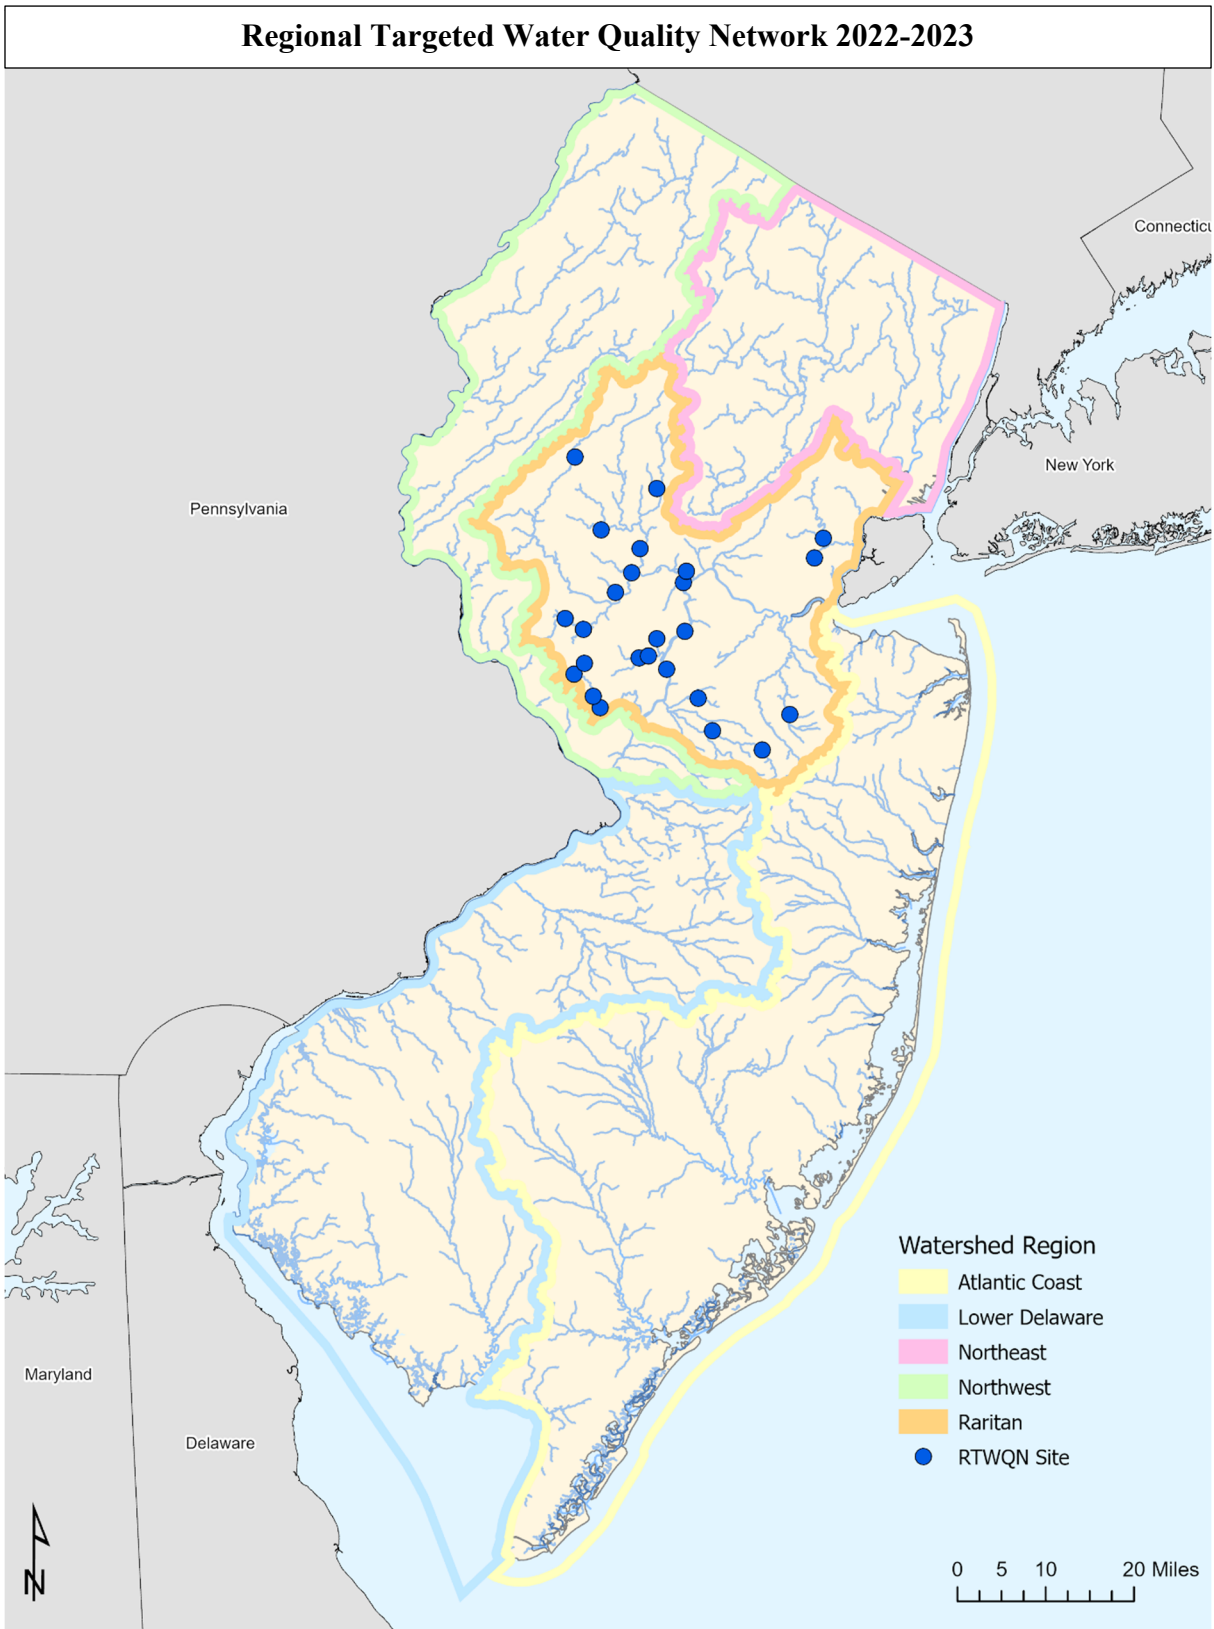 Regional Targeted Water Quality Network 2022-2023
Connecticu
New York
Pennsylvania
Watershed Region
Atlantic Coast
Lower Delaware
Northeast
Northwest
Raritan
RTWQN Site
Maryland
Delaware
N
0 5 10 20 Miles